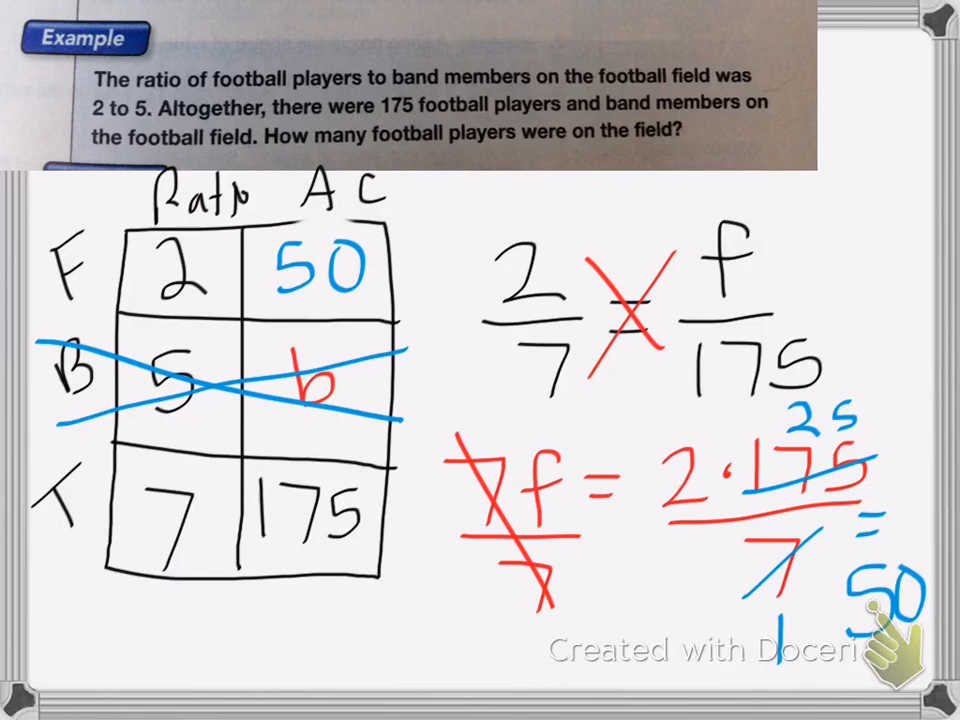 Example
The ratio of football players to band members on the football field was
2 to 5. Altogether, there were 175 football players and band members on
the football field. How many football players were on the field?
Ratio AC
F 2 50
B 5 b
T 7 175
2/7 = f/175
25
7f/7 = 2·175/7 =
50
1
Created with Doceri